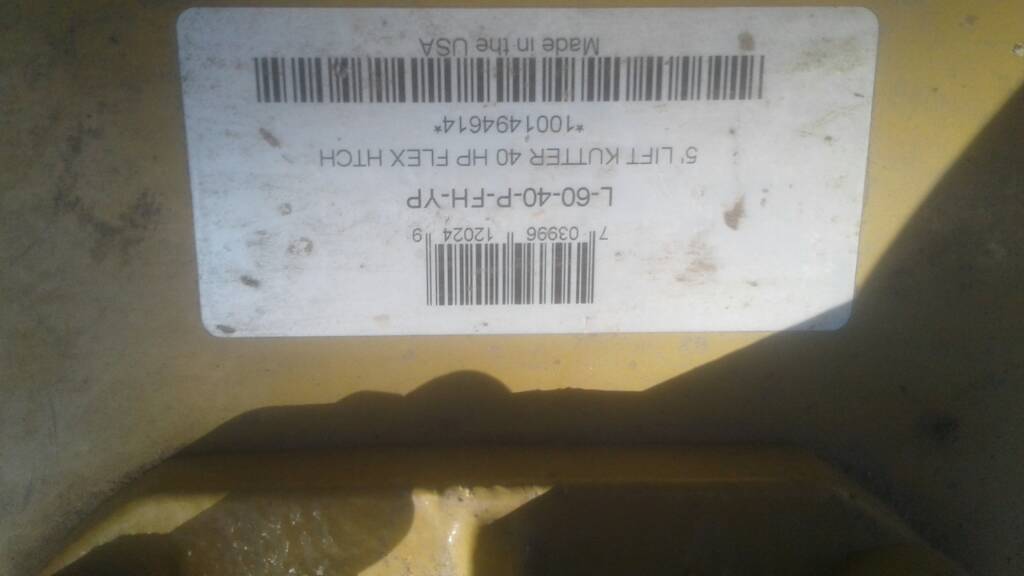 7 03996 12024 9
L-60-40-P-FH-YP
5' LIFT KUTTER 40 HP FLEX HTCH
*1001494614*
Made in the USA